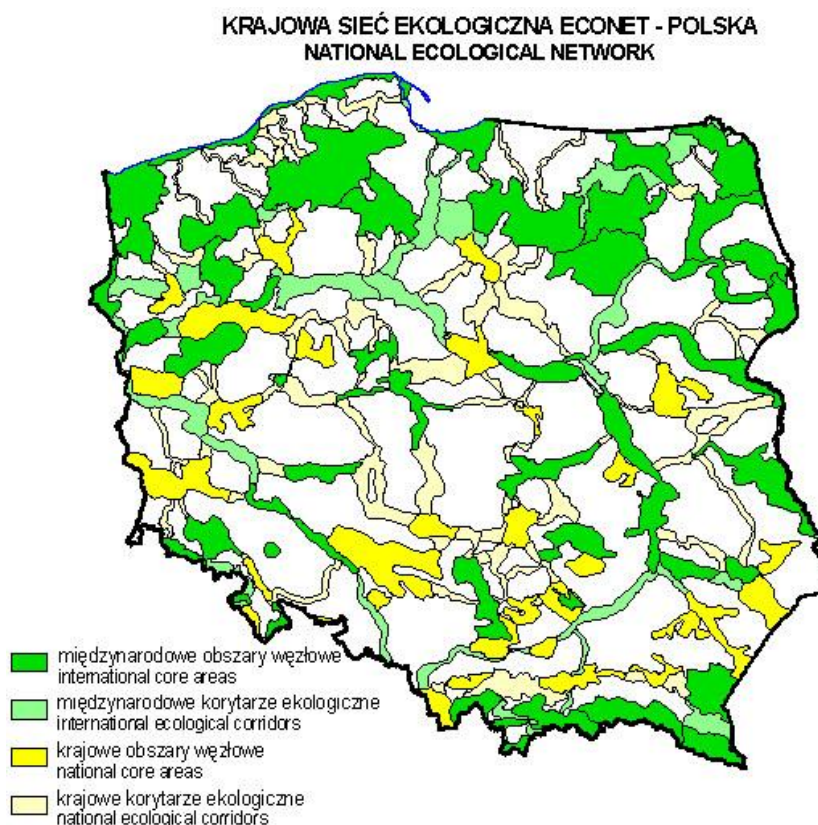 KRAJOWA SIEĆ EKOLOGICZNA ECONET - POLSKA
NATIONAL ECOLOGICAL NETWORK
międzynarodowe obszary węzłowe
international core areas
międzynarodowe korytarze ekologiczne
international ecological corridors
krajowe obszary węzłowe
national core areas
krajowe korytarze ekologiczne
national ecological corridors